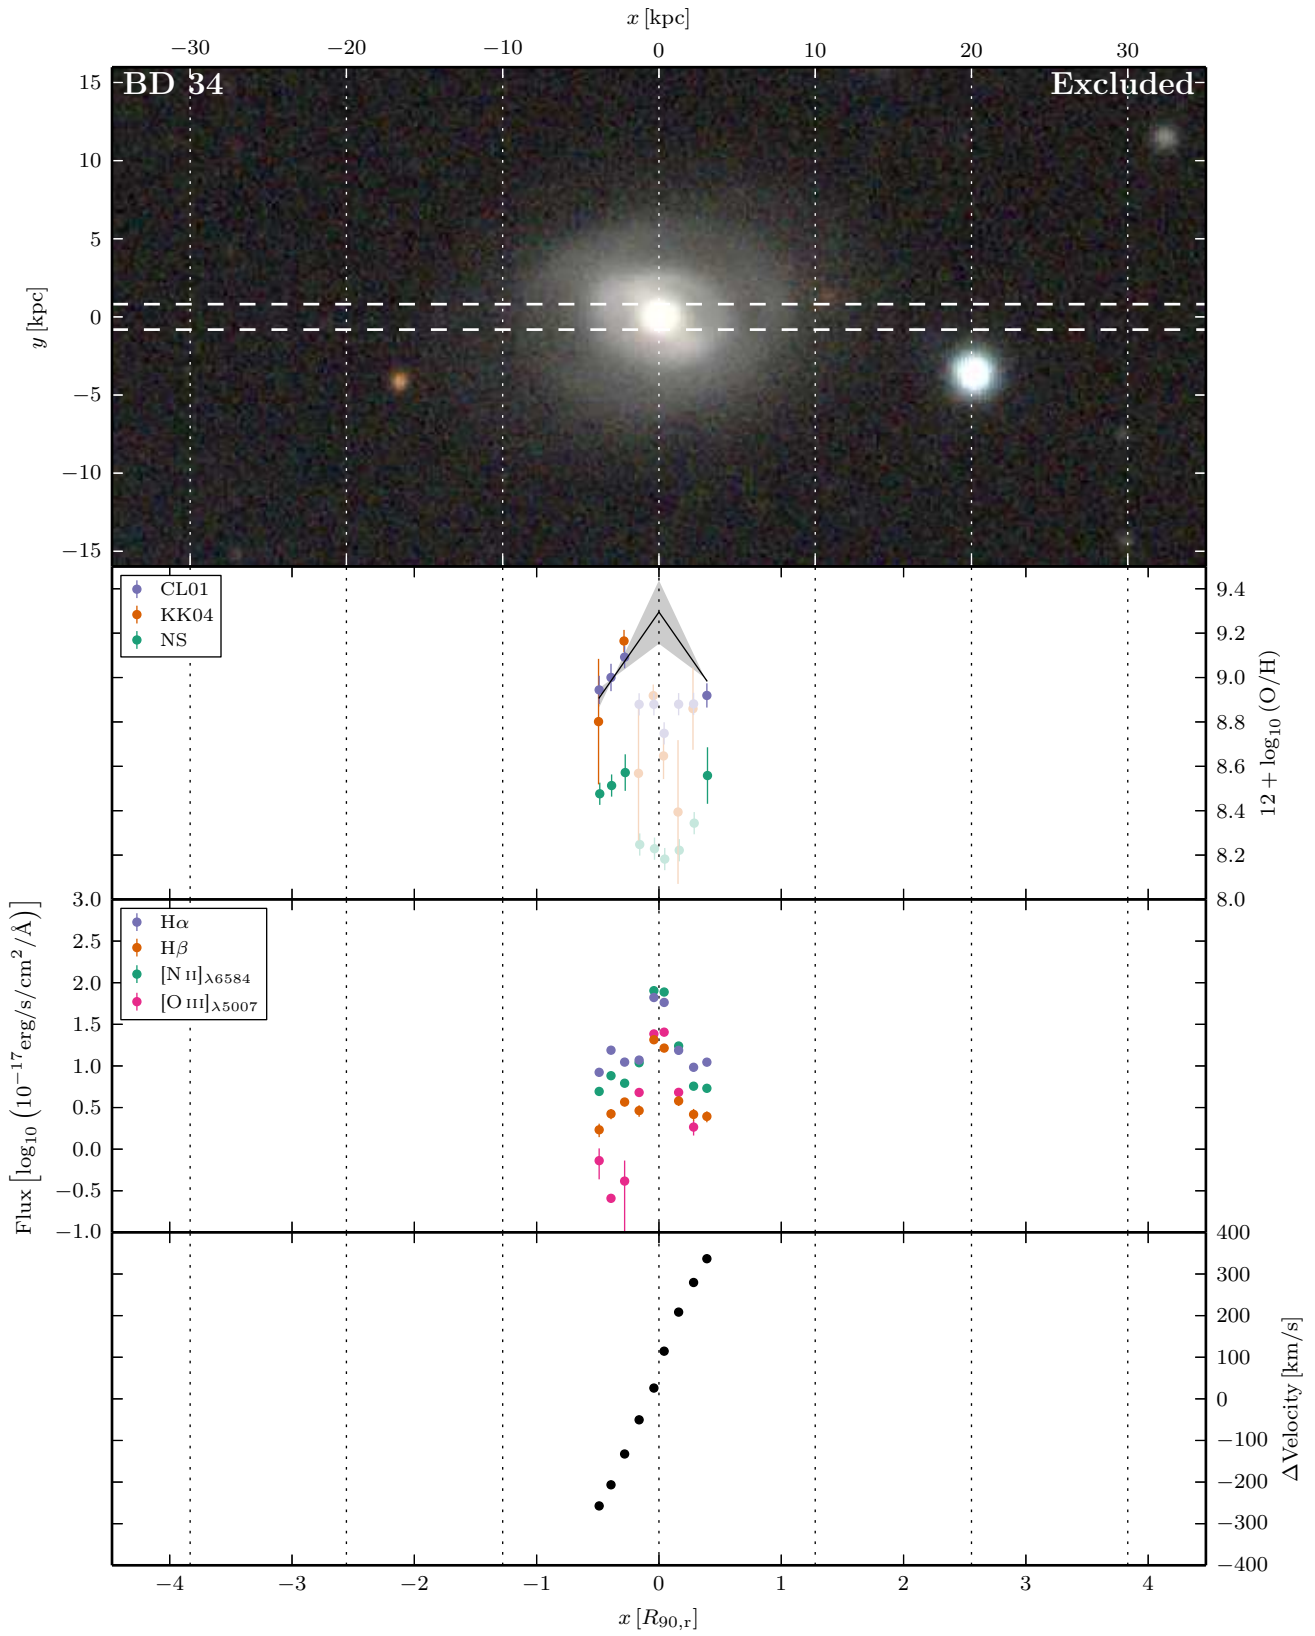 x [kpc]
−30 −20 −10 0 10 20 30
BD 34 Excluded
15
10
5
0
−5
−10
−15
y [kpc]
CL01
KK04
NS
9.4
9.2
9.0
8.8
8.6
8.4
8.2
8.0
12 + log₁₀ (O/H)
Hα
Hβ
[N II]λ6584
[O III]λ5007
3.0
2.5
2.0
1.5
1.0
0.5
0.0
−0.5
−1.0
Flux [log₁₀ (10⁻¹⁷erg/s/cm²/Å)]
400
300
200
100
0
−100
−200
−300
−400
ΔVelocity [km/s]
−4 −3 −2 −1 0 1 2 3 4
x [R₉₀,r]